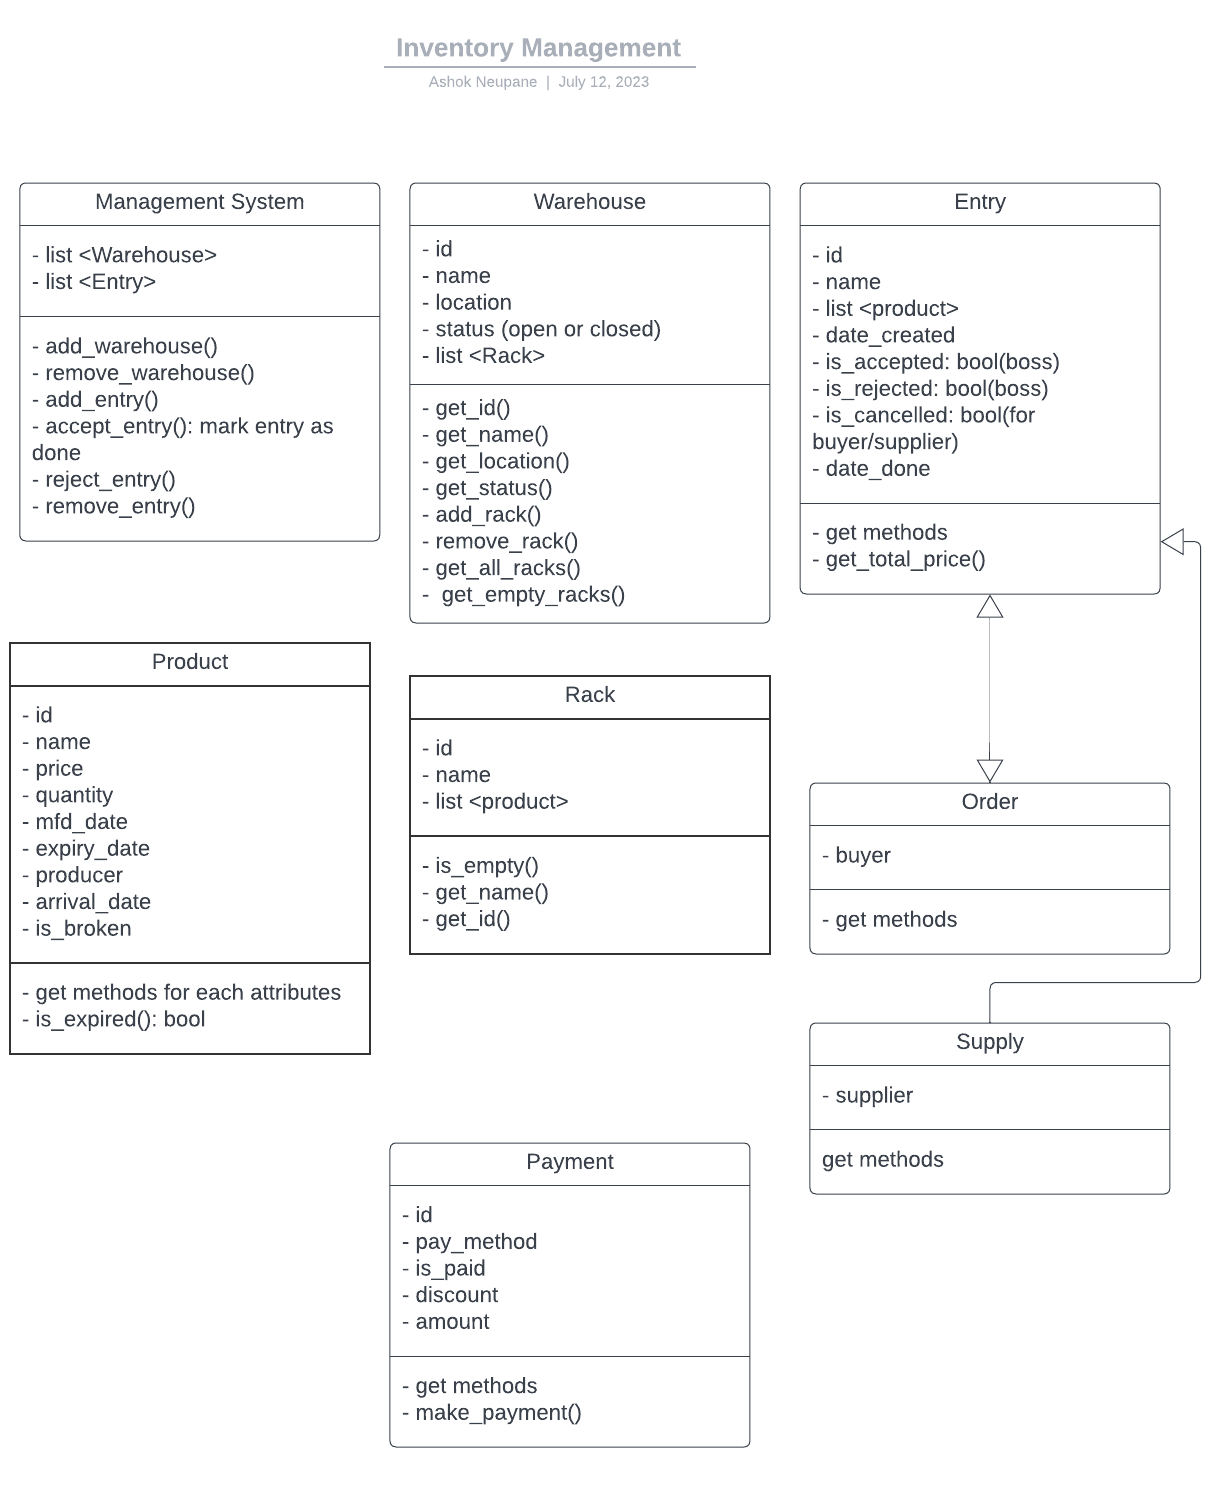 Inventory Management
Ashok Neupane | July 12, 2023
Management System
- list <Warehouse>
- list <Entry>
- add_warehouse()
- remove_warehouse()
- add_entry()
- accept_entry(): mark entry as
done
- reject_entry()
- remove_entry()
Warehouse
- id
- name
- location
- status (open or closed)
- list <Rack>
- get_id()
- get_name()
- get_location()
- get_status()
- add_rack()
- remove_rack()
- get_all_racks()
-  get_empty_racks()
Entry
- id
- name
- list <product>
- date_created
- is_accepted: bool(boss)
- is_rejected: bool(boss)
- is_cancelled: bool(for
buyer/supplier)
- date_done
- get methods
- get_total_price()
Product
- id
- name
- price
- quantity
- mfd_date
- expiry_date
- producer
- arrival_date
- is_broken
- get methods for each attributes
- is_expired(): bool
Rack
- id
- name
- list <product>
- is_empty()
- get_name()
- get_id()
Order
- buyer
- get methods
Supply
- supplier
get methods
Payment
- id
- pay_method
- is_paid
- discount
- amount
- get methods
- make_payment()